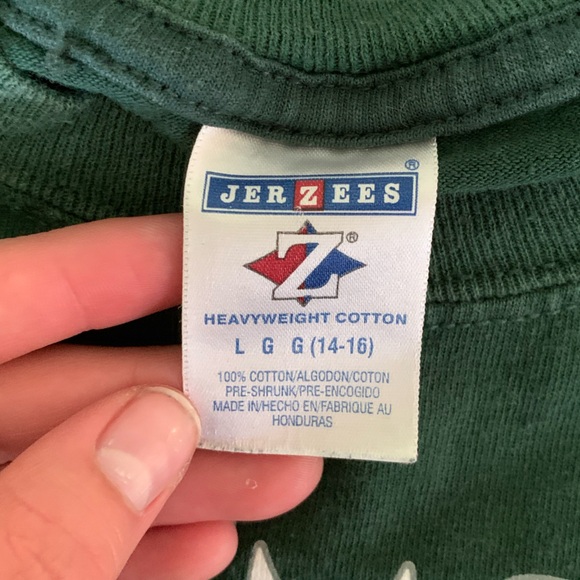 JERZEES®
Z®
HEAVYWEIGHT COTTON
L G G (14-16)
100% COTTON/ALGODON/COTON
PRE-SHRUNK/PRE-ENCOGIDO
MADE IN/HECHO EN/FABRIQUE AU
HONDURAS